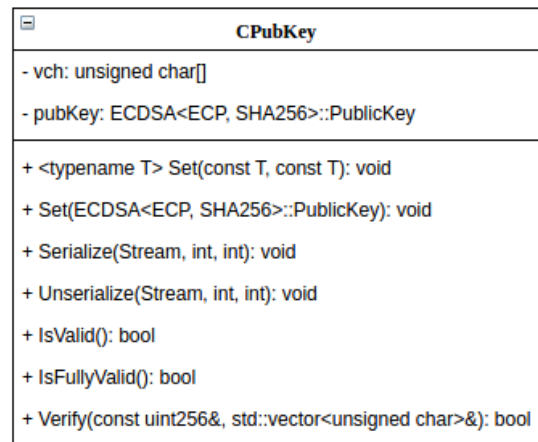 CPubKey
- vch: unsigned char[]
- pubKey: ECDSA<ECP, SHA256>::PublicKey
+ <typename T> Set(const T, const T): void
+ Set(ECDSA<ECP, SHA256>::PublicKey): void
+ Serialize(Stream, int, int): void
+ Unserialize(Stream, int, int): void
+ IsValid(): bool
+ IsFullyValid(): bool
+ Verify(const uint256&, std::vector<unsigned char>&): bool